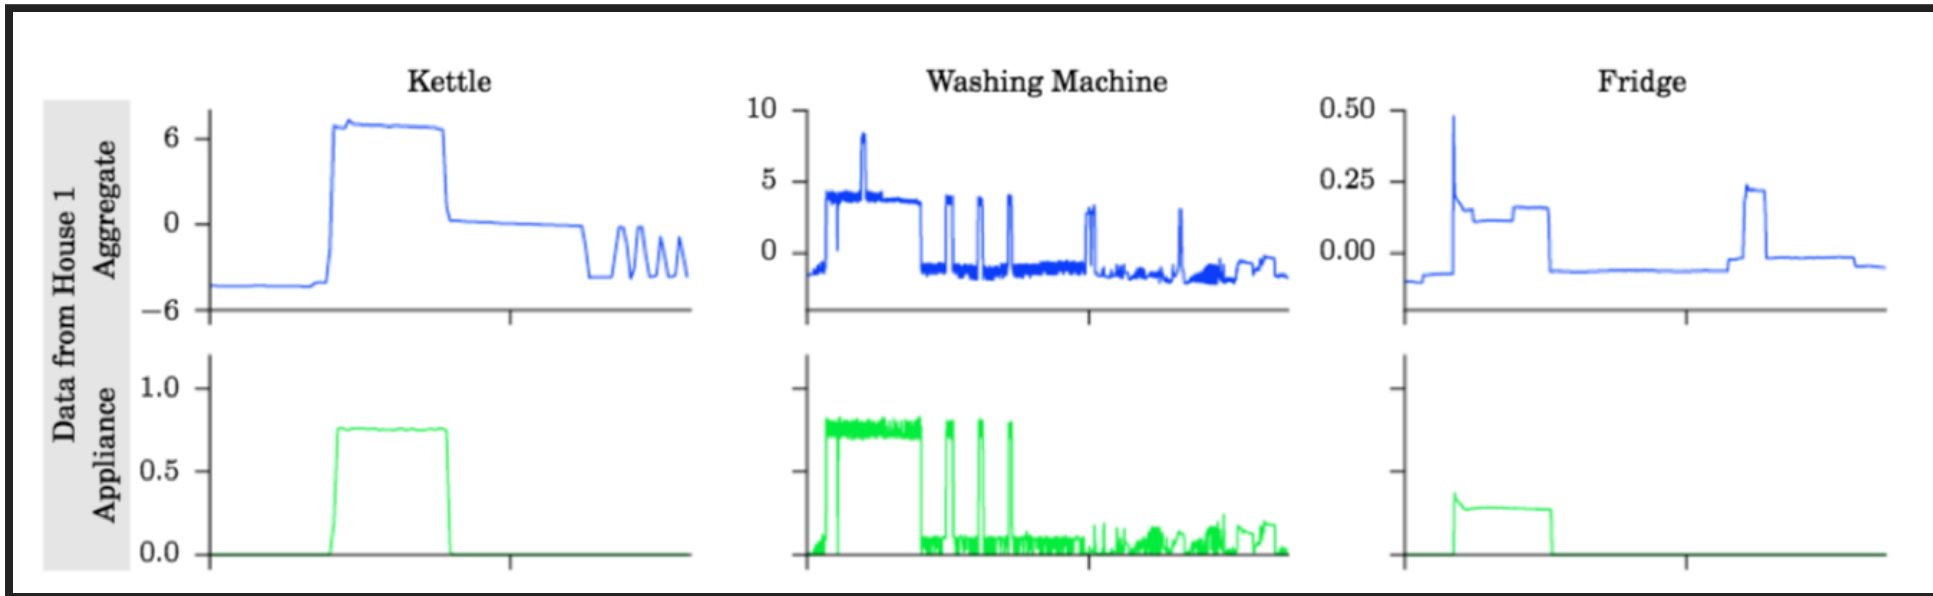 Kettle
Washing Machine
Fridge
Data from House 1
Aggregate
6
0
−6
10
5
0
0.50
0.25
0.00
Appliance
1.0
0.5
0.0